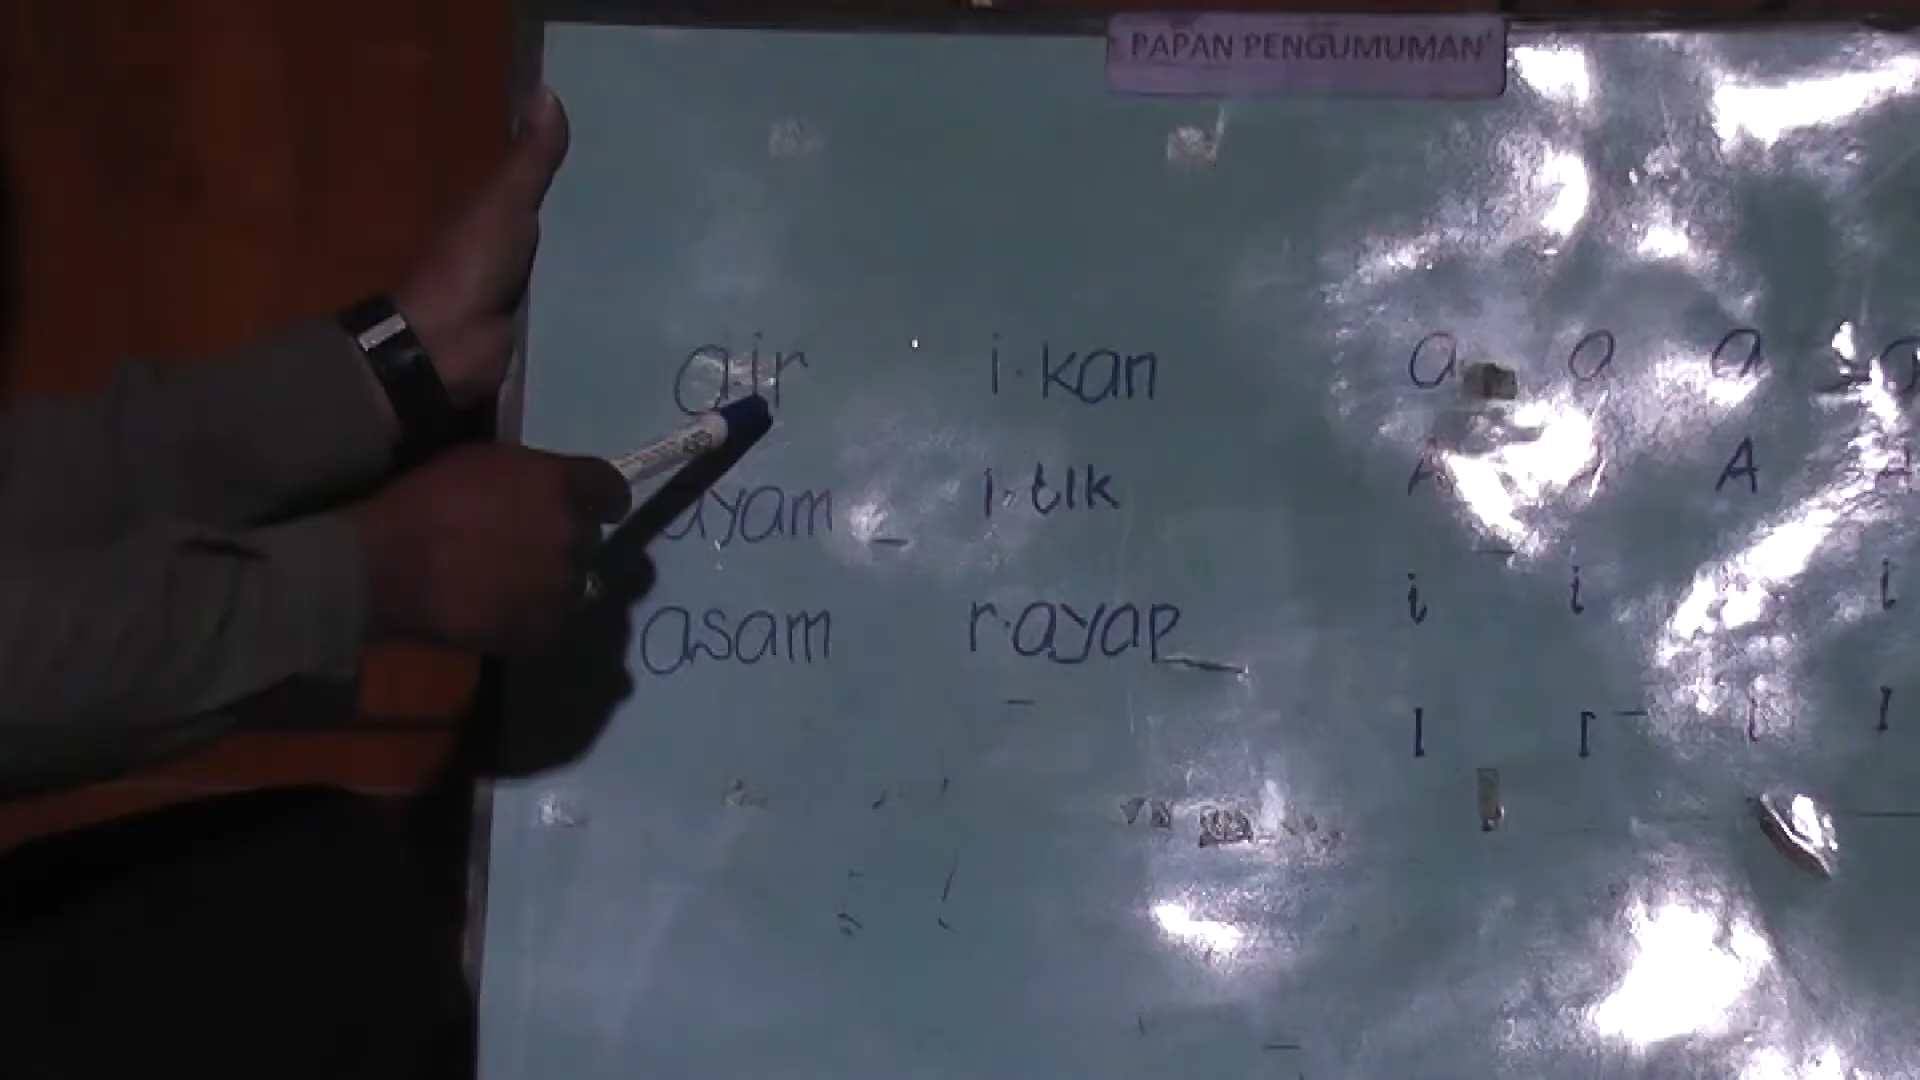 PAPAN PENGUMUMAN
air i·kan a a a a
ayam i·tik A A A
asam r·ayap i i i
I I I I